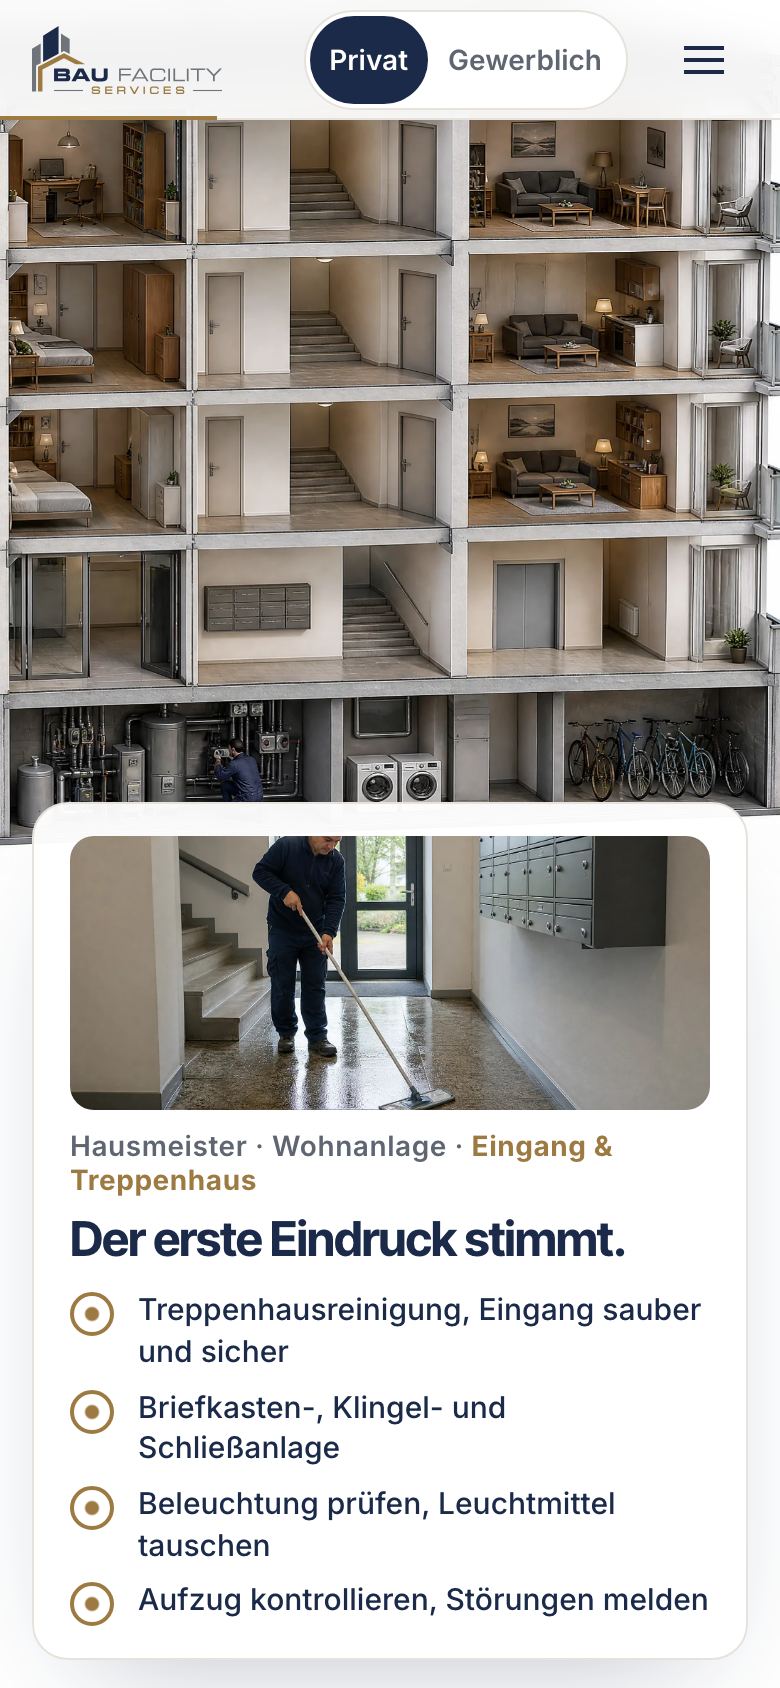 BAU FACILITY
SERVICES
Privat
Gewerblich
Hausmeister · Wohnanlage · Eingang &
Treppenhaus
Der erste Eindruck stimmt.
Treppenhausreinigung, Eingang sauber
und sicher
Briefkasten-, Klingel- und
Schließanlage
Beleuchtung prüfen, Leuchtmittel
tauschen
Aufzug kontrollieren, Störungen melden